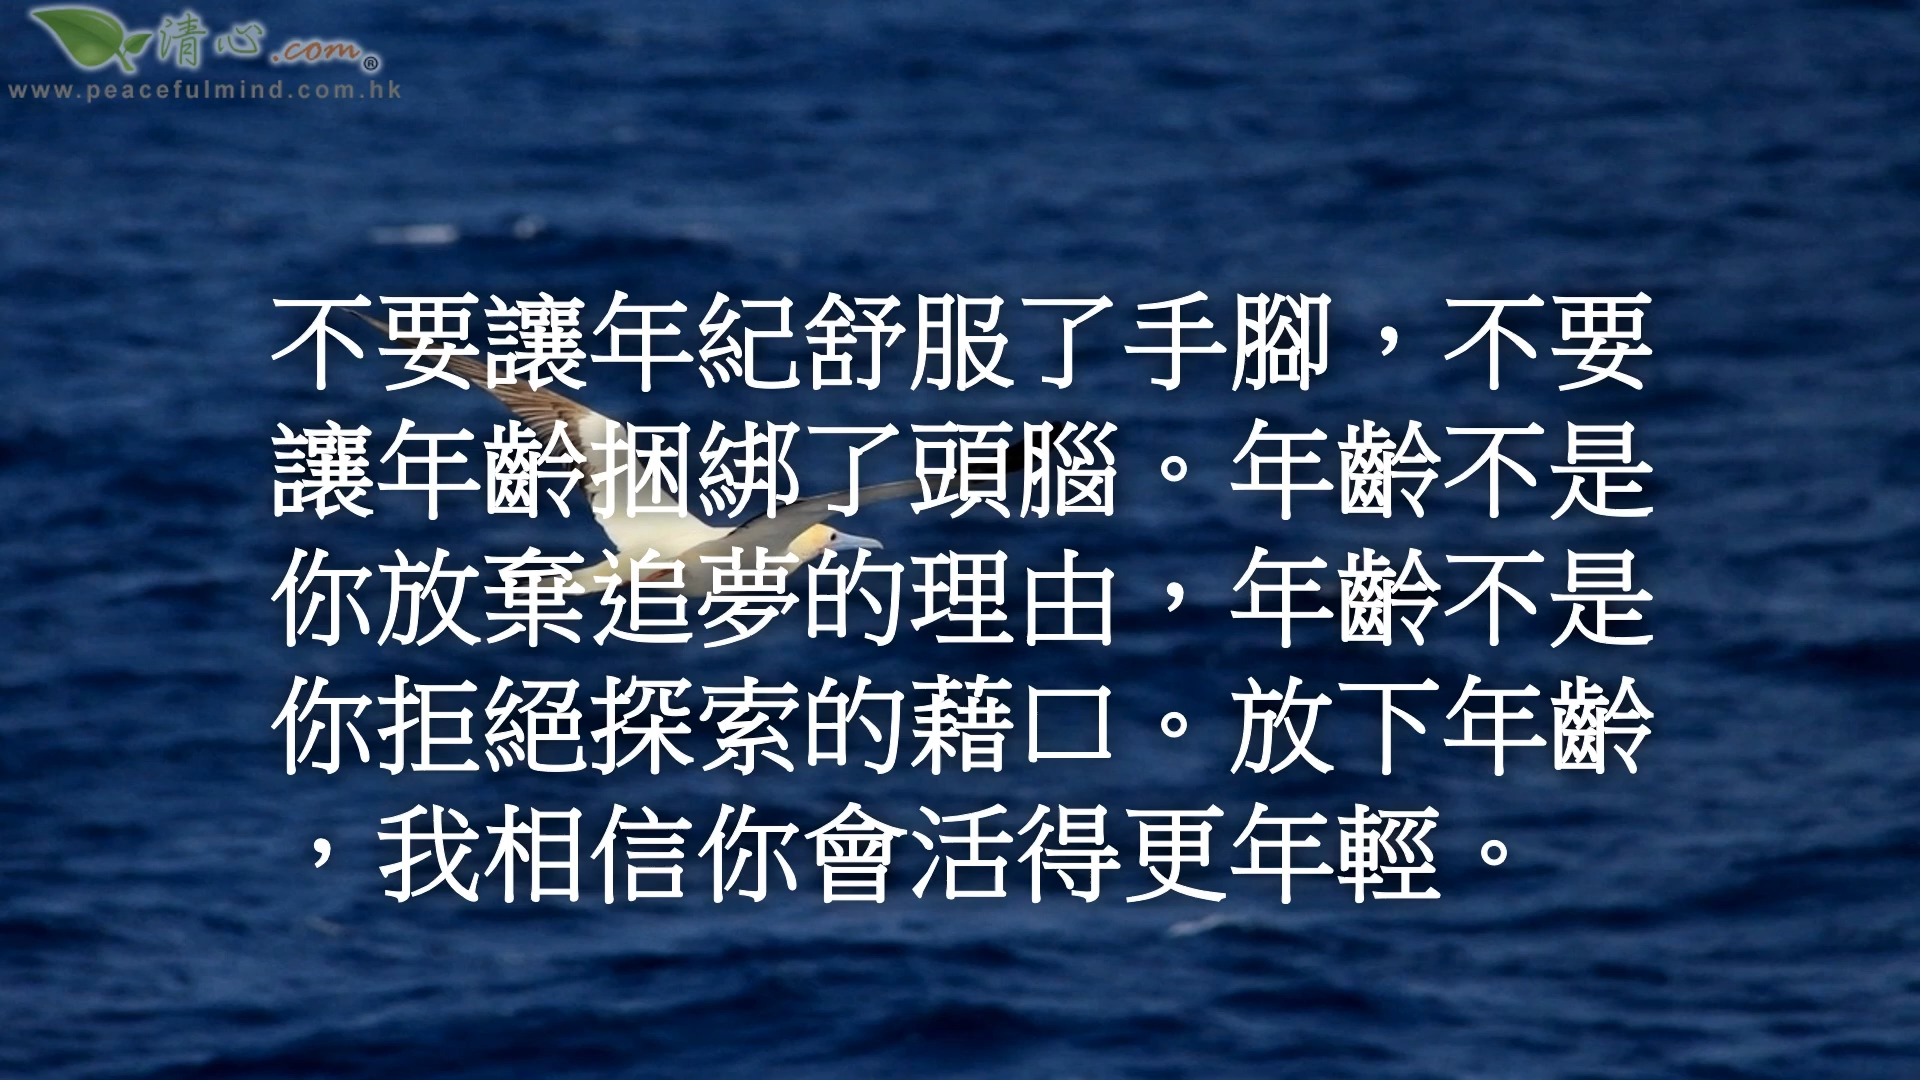 清心.com®
www.peacefulmind.com.hk
不要讓年紀舒服了手腳，不要
讓年齡捆綁了頭腦。年齡不是
你放棄追夢的理由，年齡不是
你拒絕探索的藉口。放下年齡
，我相信你會活得更年輕。